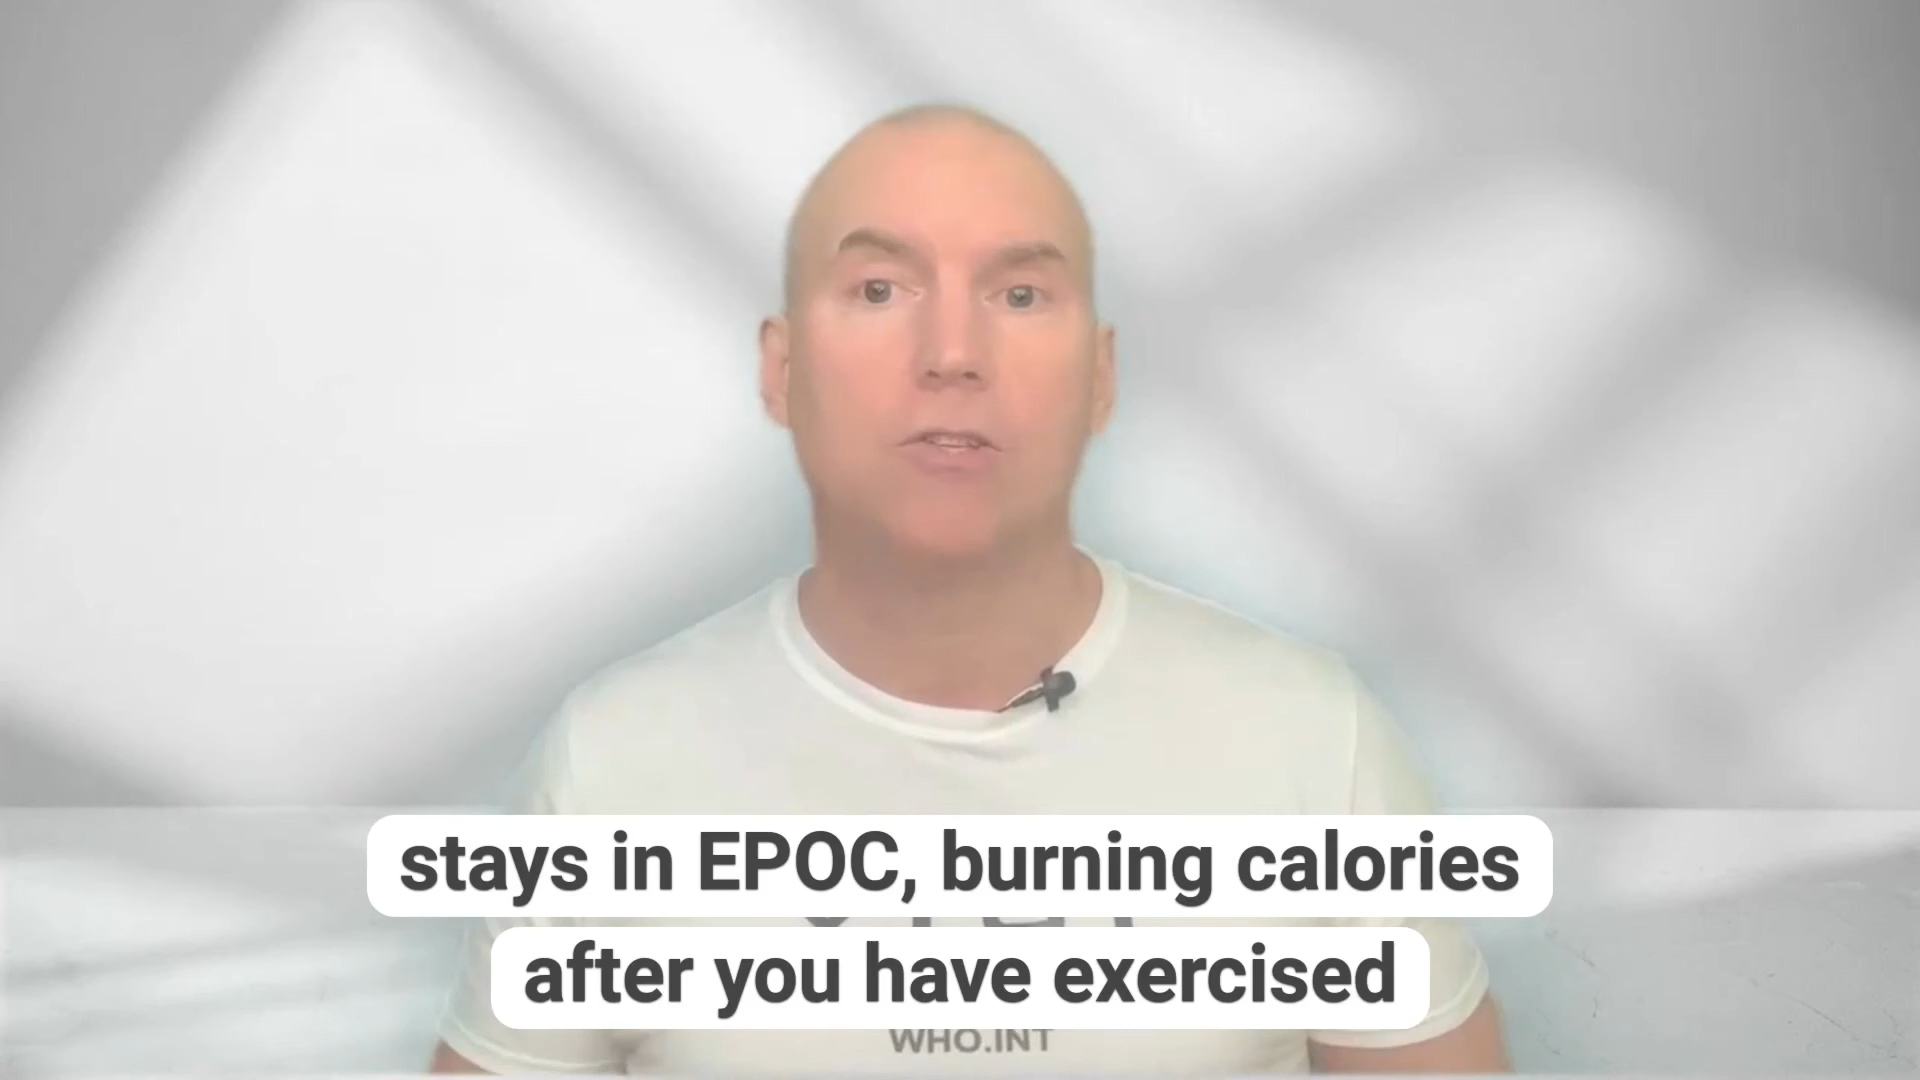 stays in EPOC, burning calories
after you have exercised
WHO.INT